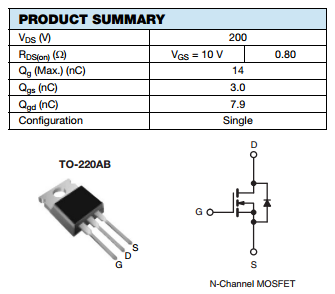 PRODUCT SUMMARY
VDS (V) 200
RDS(on) (Ω) VGS = 10 V 0.80
Qg (Max.) (nC) 14
Qgs (nC) 3.0
Qgd (nC) 7.9
Configuration Single
TO-220AB
D
G
S
S
D
G
N-Channel MOSFET